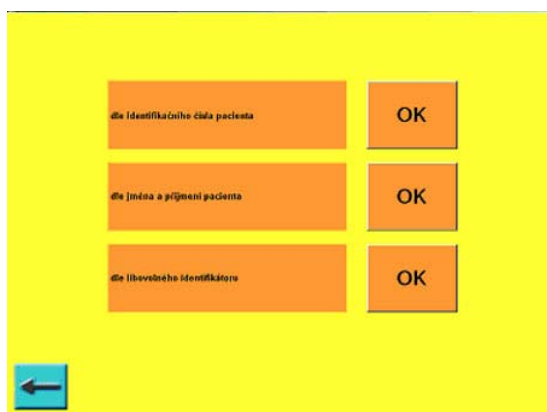 dle identifikačního čísla pacienta
OK
dle jména a příjmení pacienta
OK
dle libovolného identifikátoru
OK